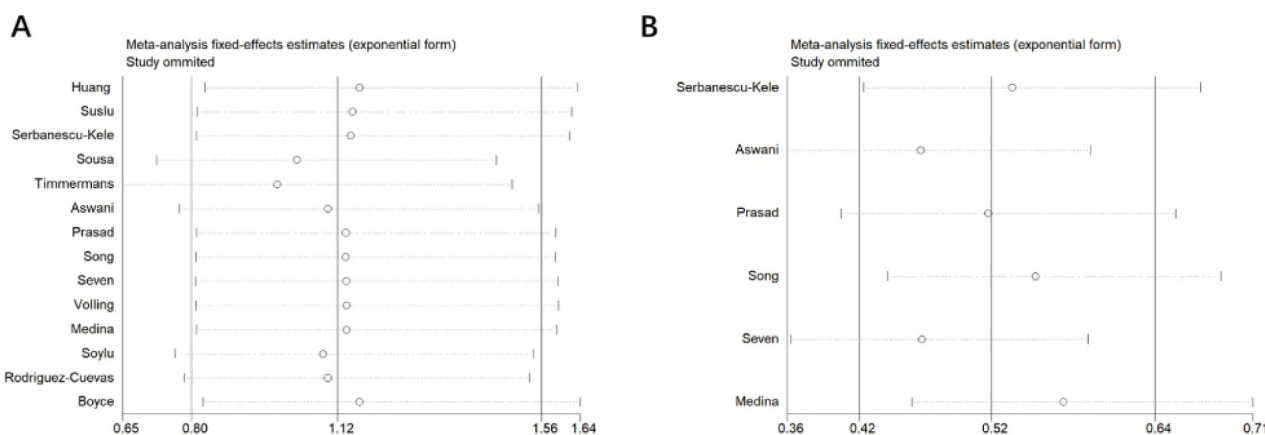 A
Meta-analysis fixed-effects estimates (exponential form)
Study ommited
Huang
Suslu
Serbanescu-Kele
Sousa
Timmermans
Aswani
Prasad
Song
Seven
Volling
Medina
Soylu
Rodriguez-Cuevas
Boyce
0.65 0.80 1.12 1.56 1.64
B
Meta-analysis fixed-effects estimates (exponential form)
Study ommited
Serbanescu-Kele
Aswani
Prasad
Song
Seven
Medina
0.36 0.42 0.52 0.64 0.71